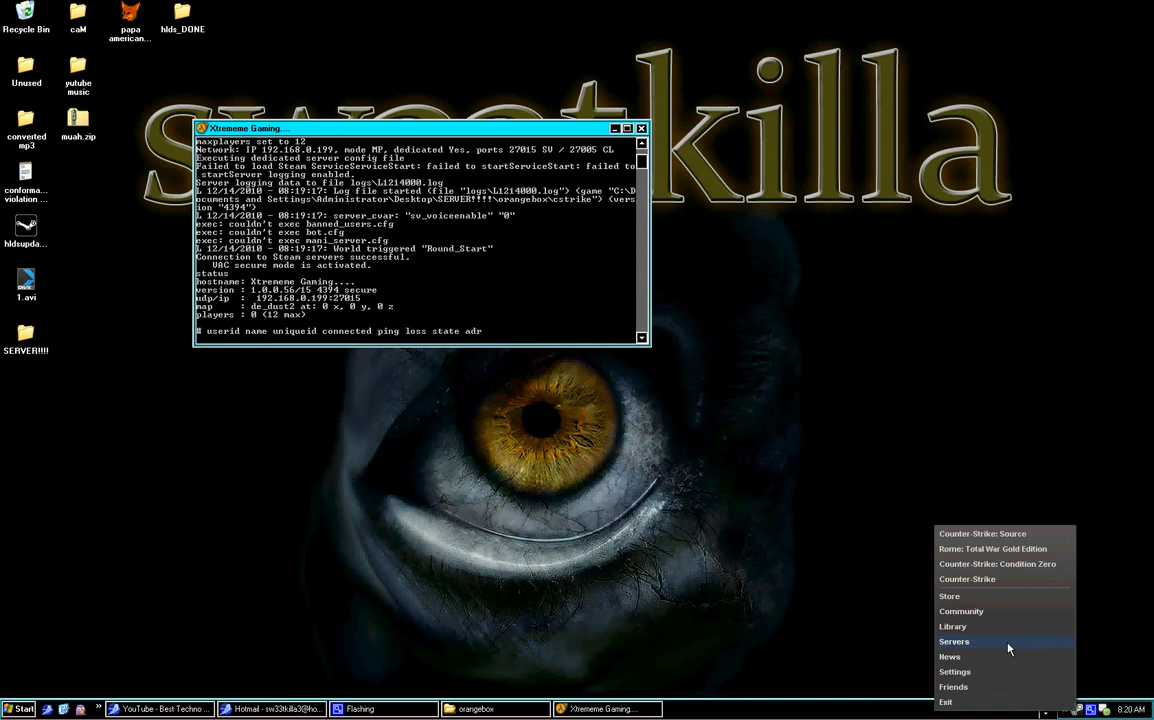 Recycle Bin
caM
papa
american...
hlds_DONE
Unused
yutube
music
converted
mp3
muah.zip
conforma...
violation ...
hldsupda...
1.avi
SERVER!!!!
sweetkilla
Xtrememe Gaming....
maxplayers set to 12
Network: IP 192.168.0.199, mode MP, dedicated Yes, ports 27015 SV / 27005 CL
Executing dedicated server config file
Failed to load Steam ServiceServiceStart: failed to startServiceStart: failed to
startServer logging enabled.
Server logging data to file logs\L1214000.log
L 12/14/2010 - 08:19:17: Log file started (file "logs\L1214000.log") (game "C:\D
ocuments and Settings\Administrator\Desktop\SERVER!!!!\orangebox\cstrike") (vers
ion "4394")
L 12/14/2010 - 08:19:17: server_cvar: "sv_voiceenable" "0"
exec: couldn't exec banned_users.cfg
exec: couldn't exec bot.cfg
exec: couldn't exec mani_server.cfg
L 12/14/2010 - 08:19:17: World triggered "Round_Start"
Connection to Steam servers successful.
VAC secure mode is activated.
status
hostname: Xtrememe Gaming....
version : 1.0.0.56/15 4394 secure
udp/ip : 192.168.0.199:27015
map : de_dust2 at: 0 x, 0 y, 0 z
players : 0 (12 max)
# userid name uniqueid connected ping loss state adr
Counter-Strike: Source
Rome: Total War Gold Edition
Counter-Strike: Condition Zero
Counter-Strike
Store
Community
Library
Servers
News
Settings
Friends
Exit
Start
YouTube - Best Techno ...
Hotmail - sw33tkilla3@ho...
Flashing
orangebox
Xtrememe Gaming....
8:20 AM